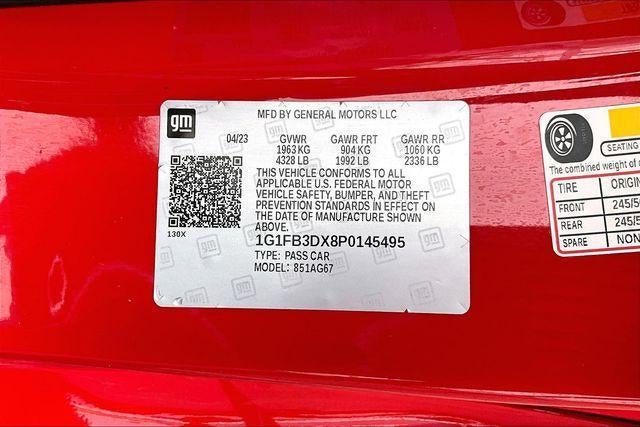 gm
MFD BY GENERAL MOTORS LLC
04/23 GVWR GAWR FRT GAWR RR
1963 KG 904 KG 1060 KG
4328 LB 1992 LB 2336 LB
THIS VEHICLE CONFORMS TO ALL
APPLICABLE U.S. FEDERAL MOTOR
VEHICLE SAFETY, BUMPER, AND THEFT
PREVENTION STANDARDS IN EFFECT ON
THE DATE OF MANUFACTURE SHOWN
ABOVE.
130X
1G1FB3DX8P0145495
TYPE: PASS CAR
MODEL: 851AG67
SEATING
The combined weight of
TIRE ORIGIN
FRONT 245/5
REAR 245/5
SPARE NON